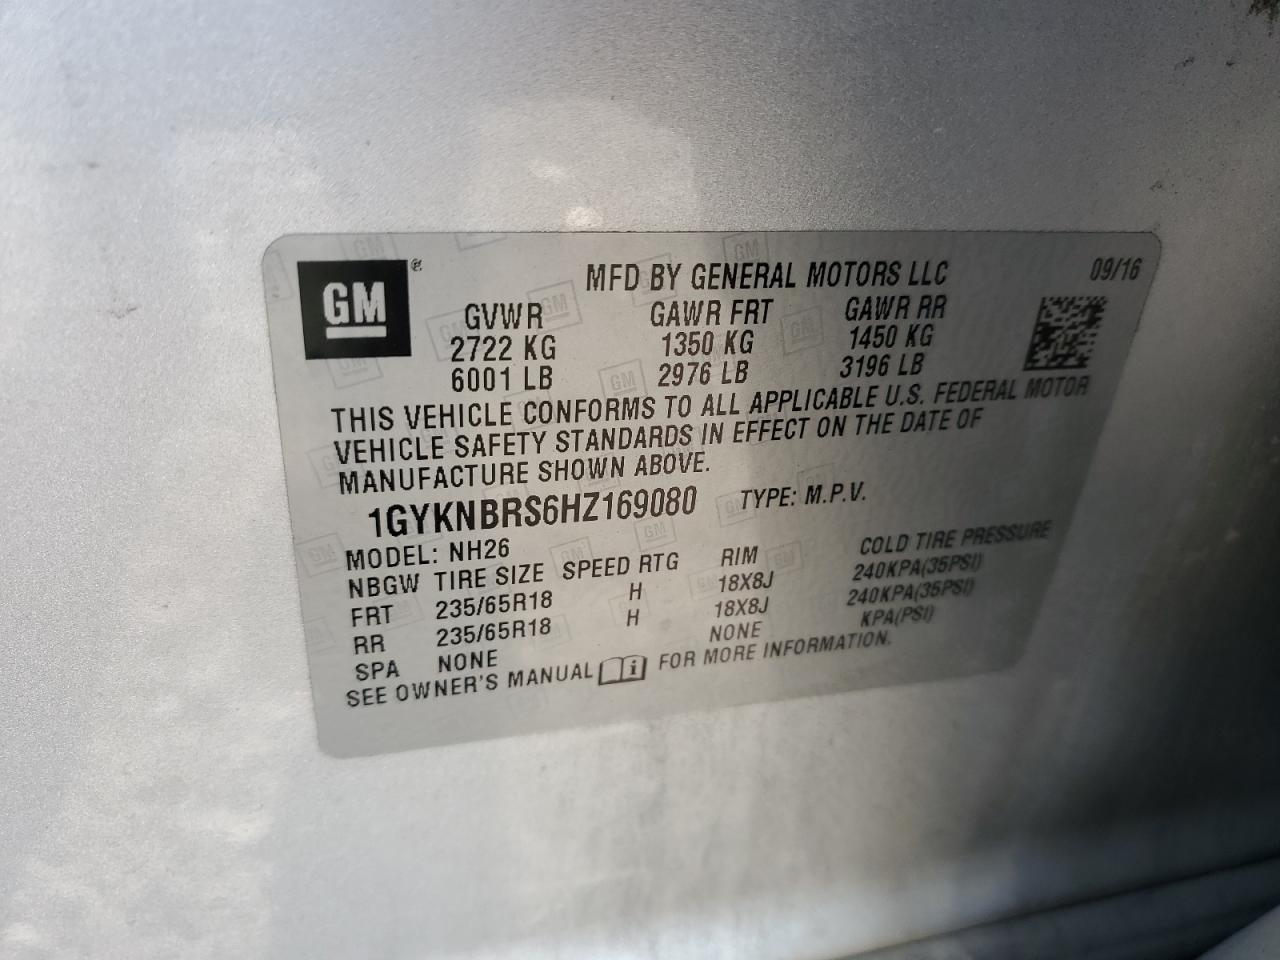 GM ®
MFD BY GENERAL MOTORS LLC 09/16
GVWR GAWR FRT GAWR RR
2722 KG 1350 KG 1450 KG
6001 LB 2976 LB 3196 LB
THIS VEHICLE CONFORMS TO ALL APPLICABLE U.S. FEDERAL MOTOR
VEHICLE SAFETY STANDARDS IN EFFECT ON THE DATE OF
MANUFACTURE SHOWN ABOVE.
1GYKNBRS6HZ169080 TYPE: M.P.V.
MODEL: NH26
NBGW TIRE SIZE SPEED RTG RIM COLD TIRE PRESSURE
FRT 235/65R18 H 18X8J 240KPA(35PSI)
RR 235/65R18 H 18X8J 240KPA(35PSI)
SPA NONE NONE KPA(PSI)
SEE OWNER'S MANUAL i FOR MORE INFORMATION.